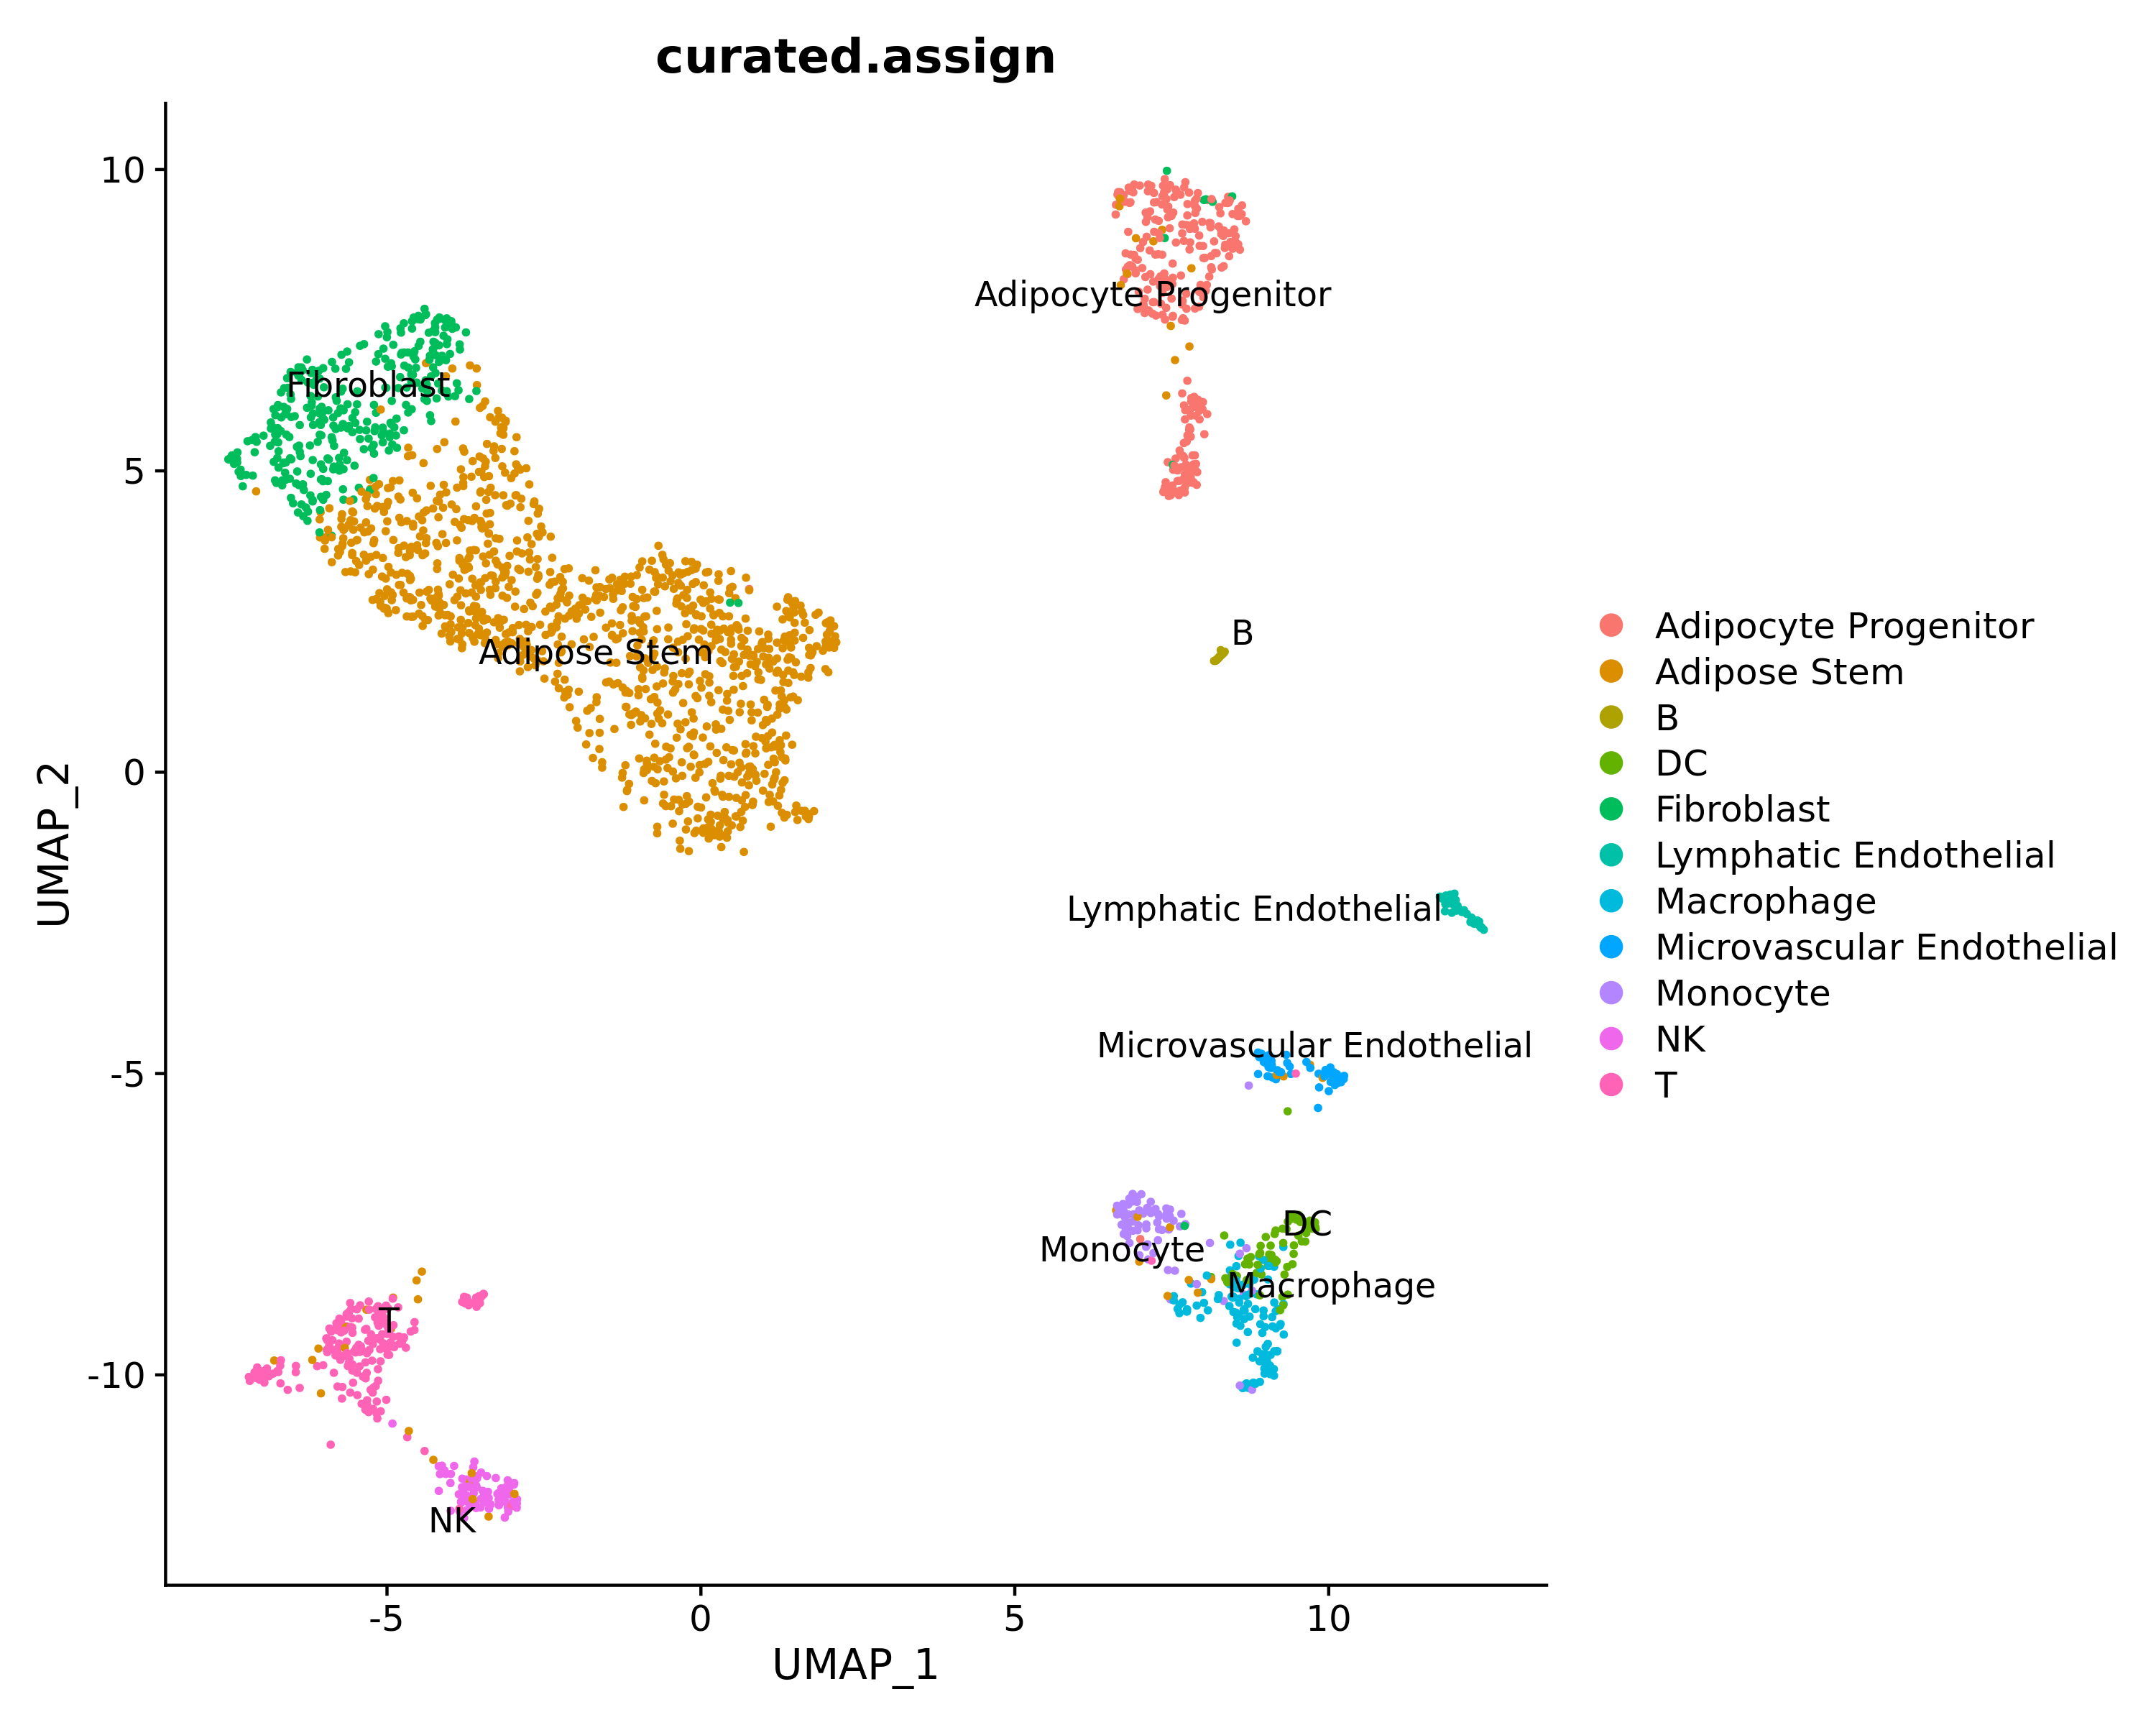 curated.assign
10
5
0
-5
-10
UMAP_2
Adipocyte Progenitor
Fibroblast
B
Adipose Stem
Lymphatic Endothelial
Microvascular Endothelial
DC
Monocyte
Macrophage
T
NK
-5
0
5
10
UMAP_1
Adipocyte Progenitor
Adipose Stem
B
DC
Fibroblast
Lymphatic Endothelial
Macrophage
Microvascular Endothelial
Monocyte
NK
T